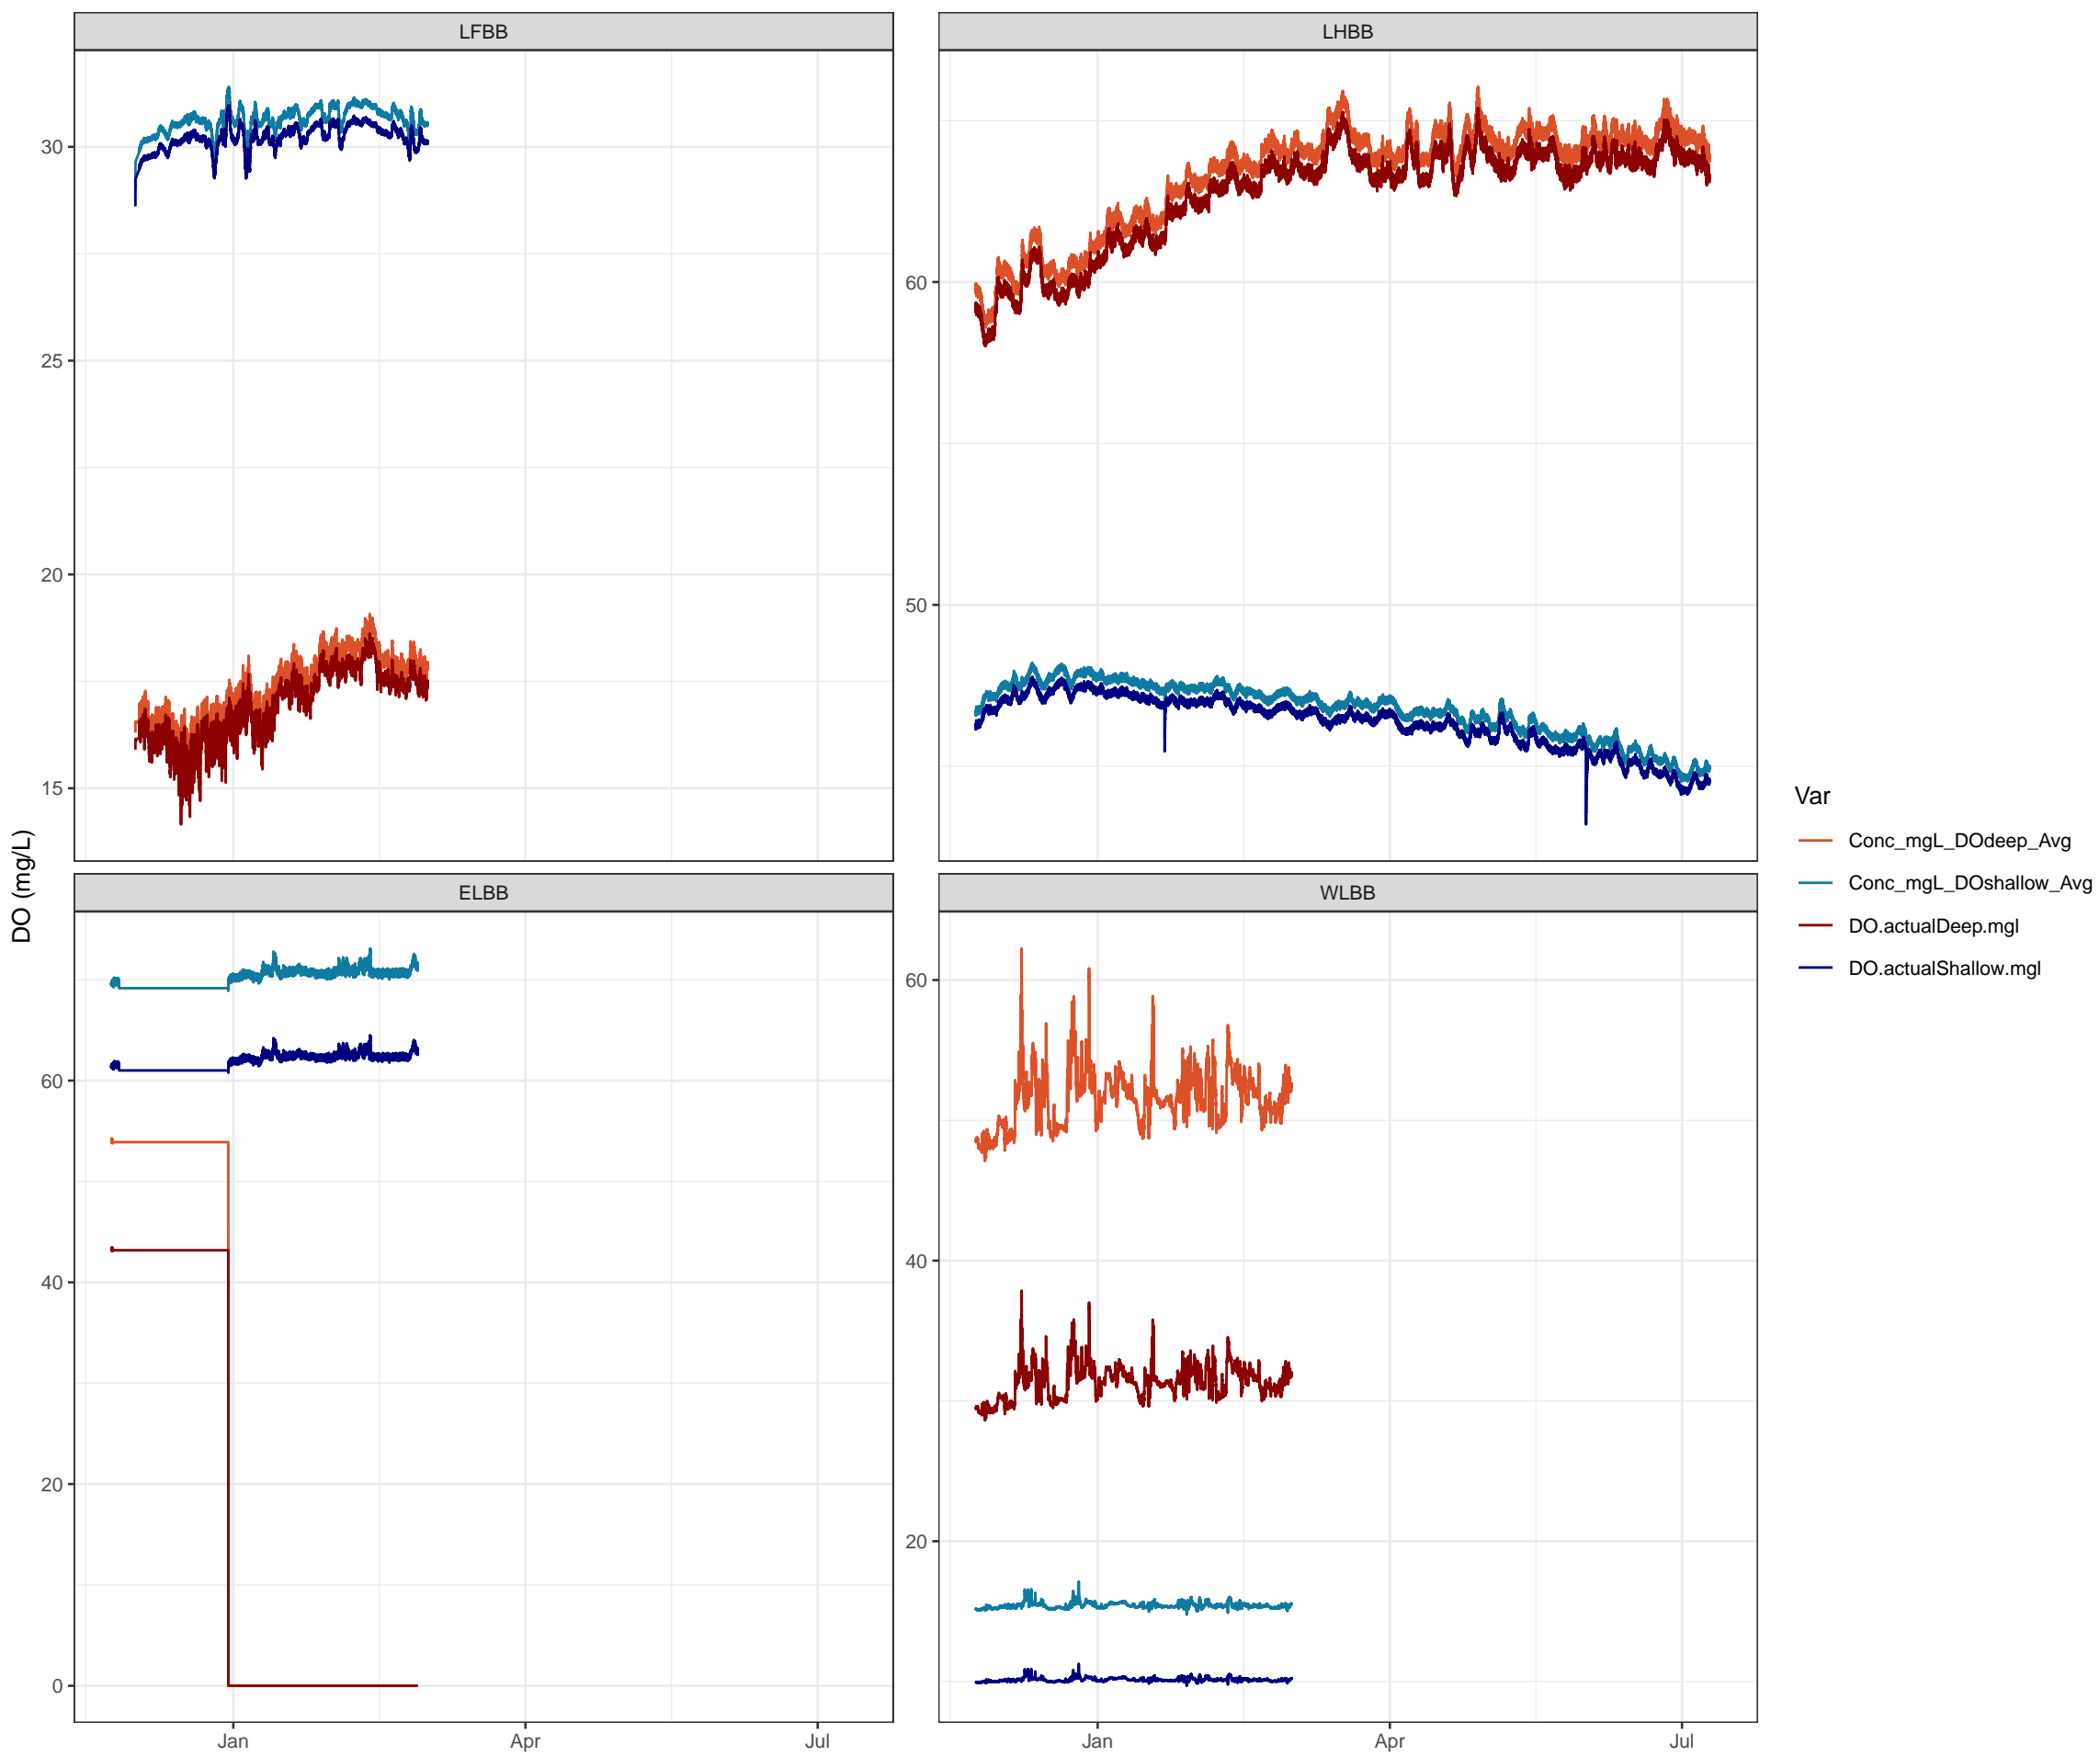 LFBB
LHBB
30
25
20
15
60
50
DO (mg/L)
ELBB
WLBB
60
40
20
0
60
40
20
Jan
Apr
Jul
Jan
Apr
Jul
Var
Conc_mgL_DOdeep_Avg
Conc_mgL_DOshallow_Avg
DO.actualDeep.mgl
DO.actualShallow.mgl